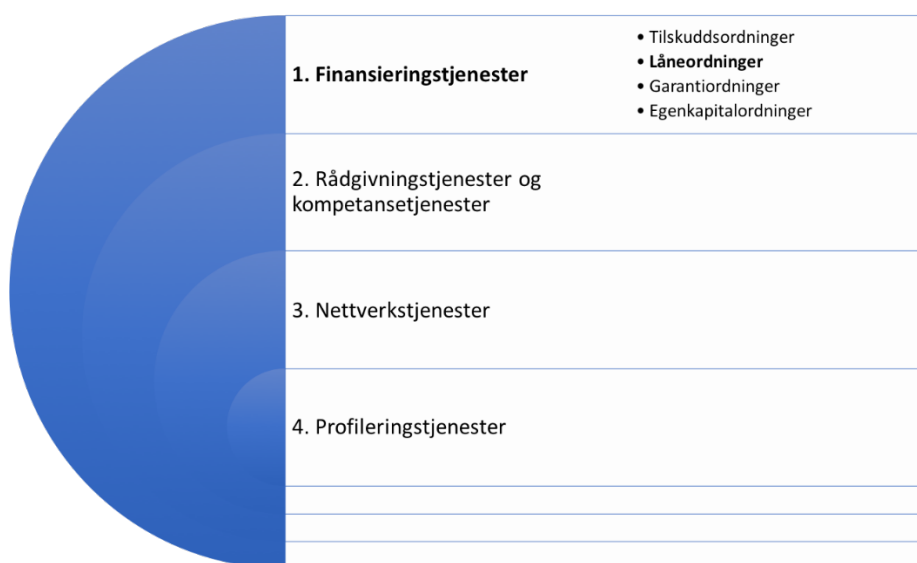 1. Finansieringstjenester
• Tilskuddsordninger
• Låneordninger
• Garantiordninger
• Egenkapitalordninger
2. Rådgivningstjenester og
kompetansetjenester
3. Nettverkstjenester
4. Profileringstjenester